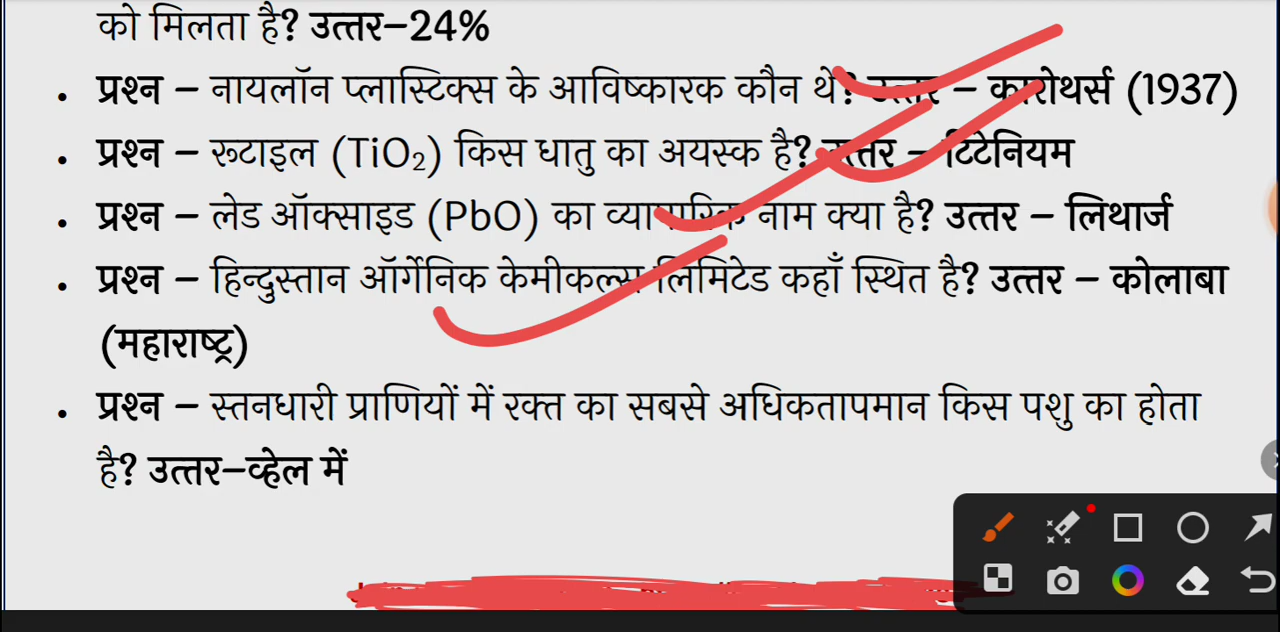 को मिलता है? उत्तर–24%
• प्रश्न – नायलॉन प्लास्टिक्स के आविष्कारक कौन थे? उत्तर – कारोथर्स (1937)
• प्रश्न – रूटाइल (TiO₂) किस धातु का अयस्क है? उत्तर – टिटेनियम
• प्रश्न – लेड ऑक्साइड (PbO) का व्यापारिक नाम क्या है? उत्तर – लिथार्ज
• प्रश्न – हिन्दुस्तान ऑर्गेनिक केमीकल्स लिमिटेड कहाँ स्थित है? उत्तर – कोलाबा
(महाराष्ट्र)
• प्रश्न – स्तनधारी प्राणियों में रक्त का सबसे अधिकतापमान किस पशु का होता
है? उत्तर–व्हेल में